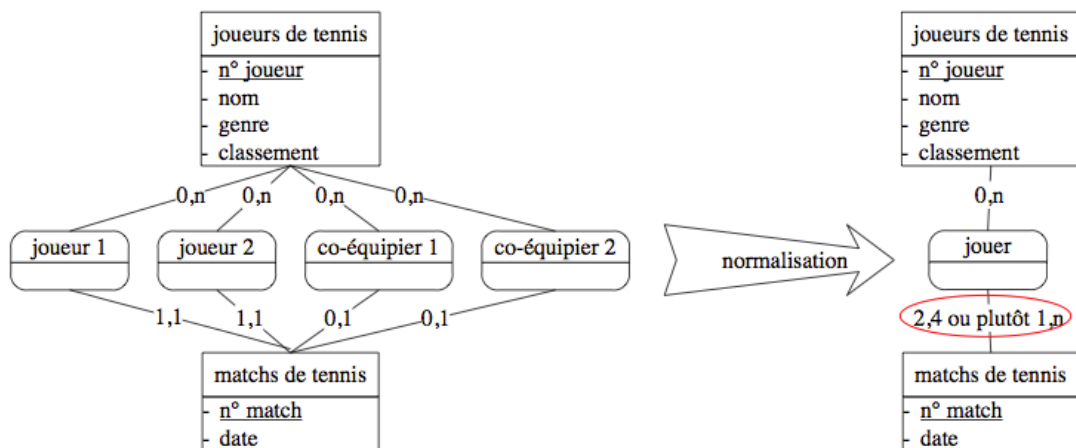 joueurs de tennis
- n° joueur
- nom
- genre
- classement
0,n 0,n 0,n 0,n
joueur 1 joueur 2 co-équipier 1 co-équipier 2
1,1 1,1 0,1 0,1
matchs de tennis
- n° match
- date
normalisation
joueurs de tennis
- n° joueur
- nom
- genre
- classement
0,n
jouer
2,4 ou plutôt 1,n
matchs de tennis
- n° match
- date